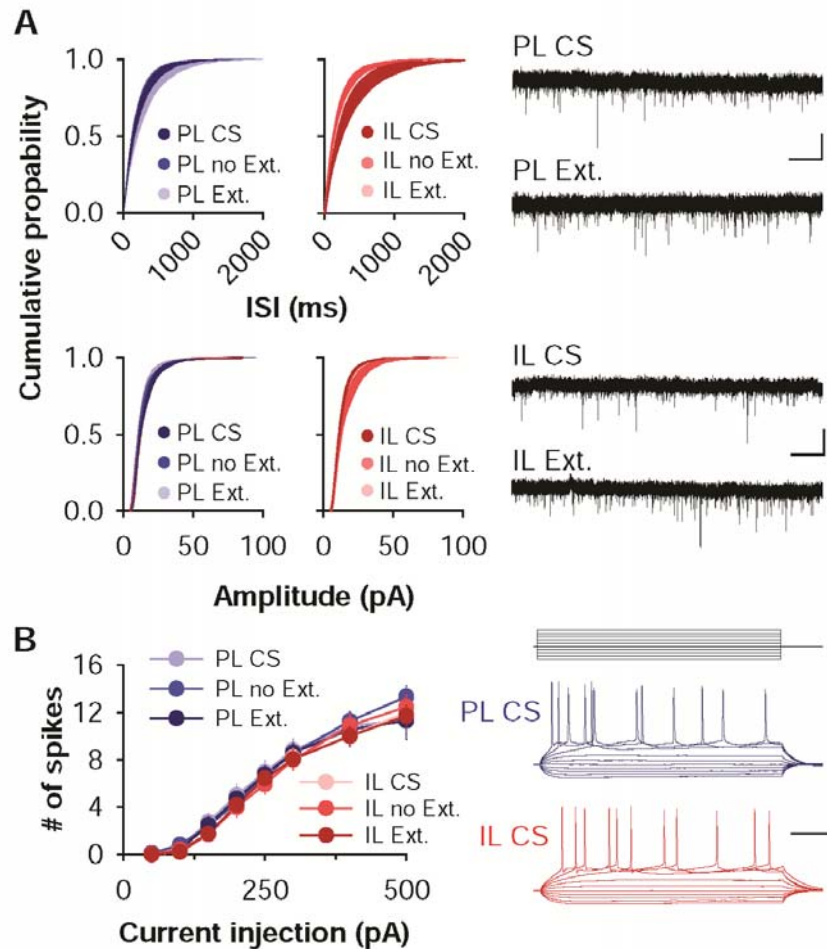 A
Cumulative propability
1.0
0.5
0.0
PL CS
PL no Ext.
PL Ext.
0
1000
2000
IL CS
IL no Ext.
IL Ext.
0
1000
2000
ISI (ms)
PL CS
PL Ext.
1.0
0.5
0.0
PL CS
PL no Ext.
PL Ext.
0
50
100
IL CS
IL no Ext.
IL Ext.
0
50
100
Amplitude (pA)
IL CS
IL Ext.
B
# of spikes
16
12
8
4
0
PL CS
PL no Ext.
PL Ext.
IL CS
IL no Ext.
IL Ext.
0
250
500
Current injection (pA)
PL CS
IL CS